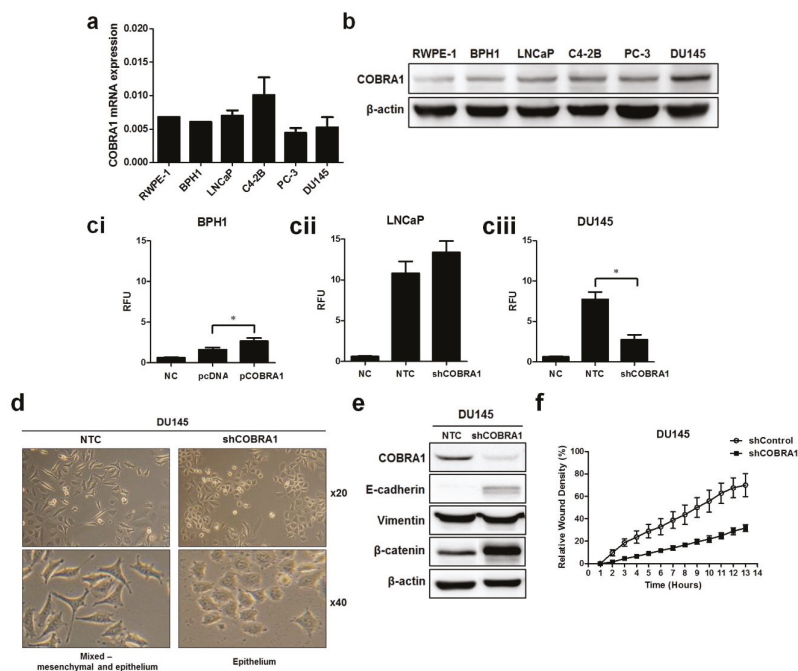 a
COBRA1 mRNA expression
0.020
0.015
0.010
0.005
0.000
RWPE-1
BPH1
LNCaP
C4-2B
PC-3
DU145
b
RWPE-1 BPH1 LNCaP C4-2B PC-3 DU145
COBRA1
β-actin
ci
BPH1
RFU
15
10
5
0
*
NC pcDNA pCOBRA1
cii
LNCaP
RFU
15
10
5
0
NC NTC shCOBRA1
ciii
DU145
RFU
15
10
5
0
*
NC NTC shCOBRA1
d
DU145
NTC shCOBRA1
x20
x40
Mixed –
mesenchymal and epithelium
Epithelium
e
DU145
NTC shCOBRA1
COBRA1
E-cadherin
Vimentin
β-catenin
β-actin
f
DU145
shControl
shCOBRA1
Relative Wound Density (%)
100
80
60
40
20
0
0 1 2 3 4 5 6 7 8 9 10 11 12 13 14
Time (Hours)